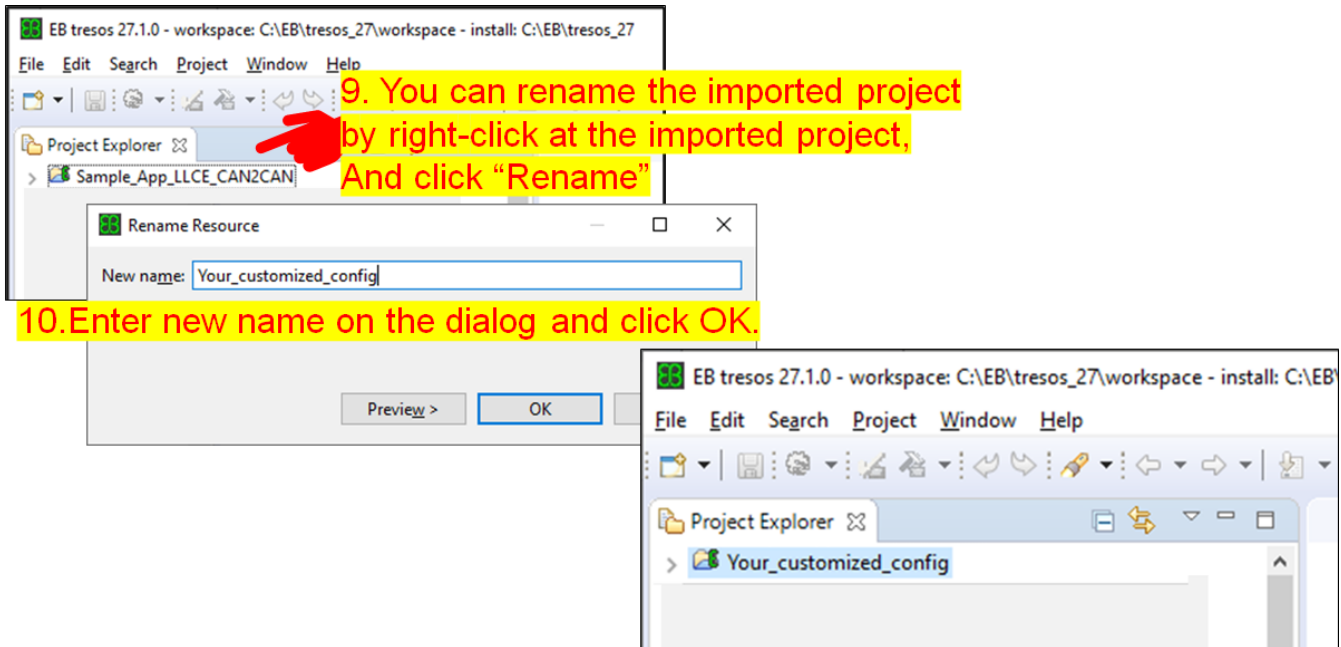 EB tresos 27.1.0 - workspace: C:\EB\tresos_27\workspace - install: C:\EB\tresos_27
File Edit Search Project Window Help
9. You can rename the imported project
by right-click at the imported project,
And click “Rename”
Project Explorer
Sample_App_LLCE_CAN2CAN
Rename Resource
New name: Your_customized_config
10.Enter new name on the dialog and click OK.
Preview > OK
EB tresos 27.1.0 - workspace: C:\EB\tresos_27\workspace - install: C:\EB\
File Edit Search Project Window Help
Project Explorer
Your_customized_config